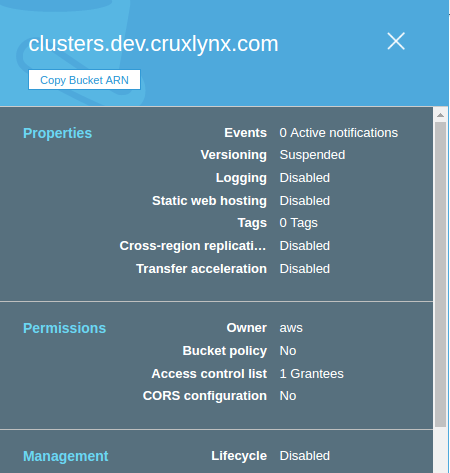 clusters.dev.cruxlynx.com
Copy Bucket ARN
Properties Events 0 Active notifications
Versioning Suspended
Logging Disabled
Static web hosting Disabled
Tags 0 Tags
Cross-region replicati… Disabled
Transfer acceleration Disabled
Permissions Owner aws
Bucket policy No
Access control list 1 Grantees
CORS configuration No
Management Lifecycle Disabled